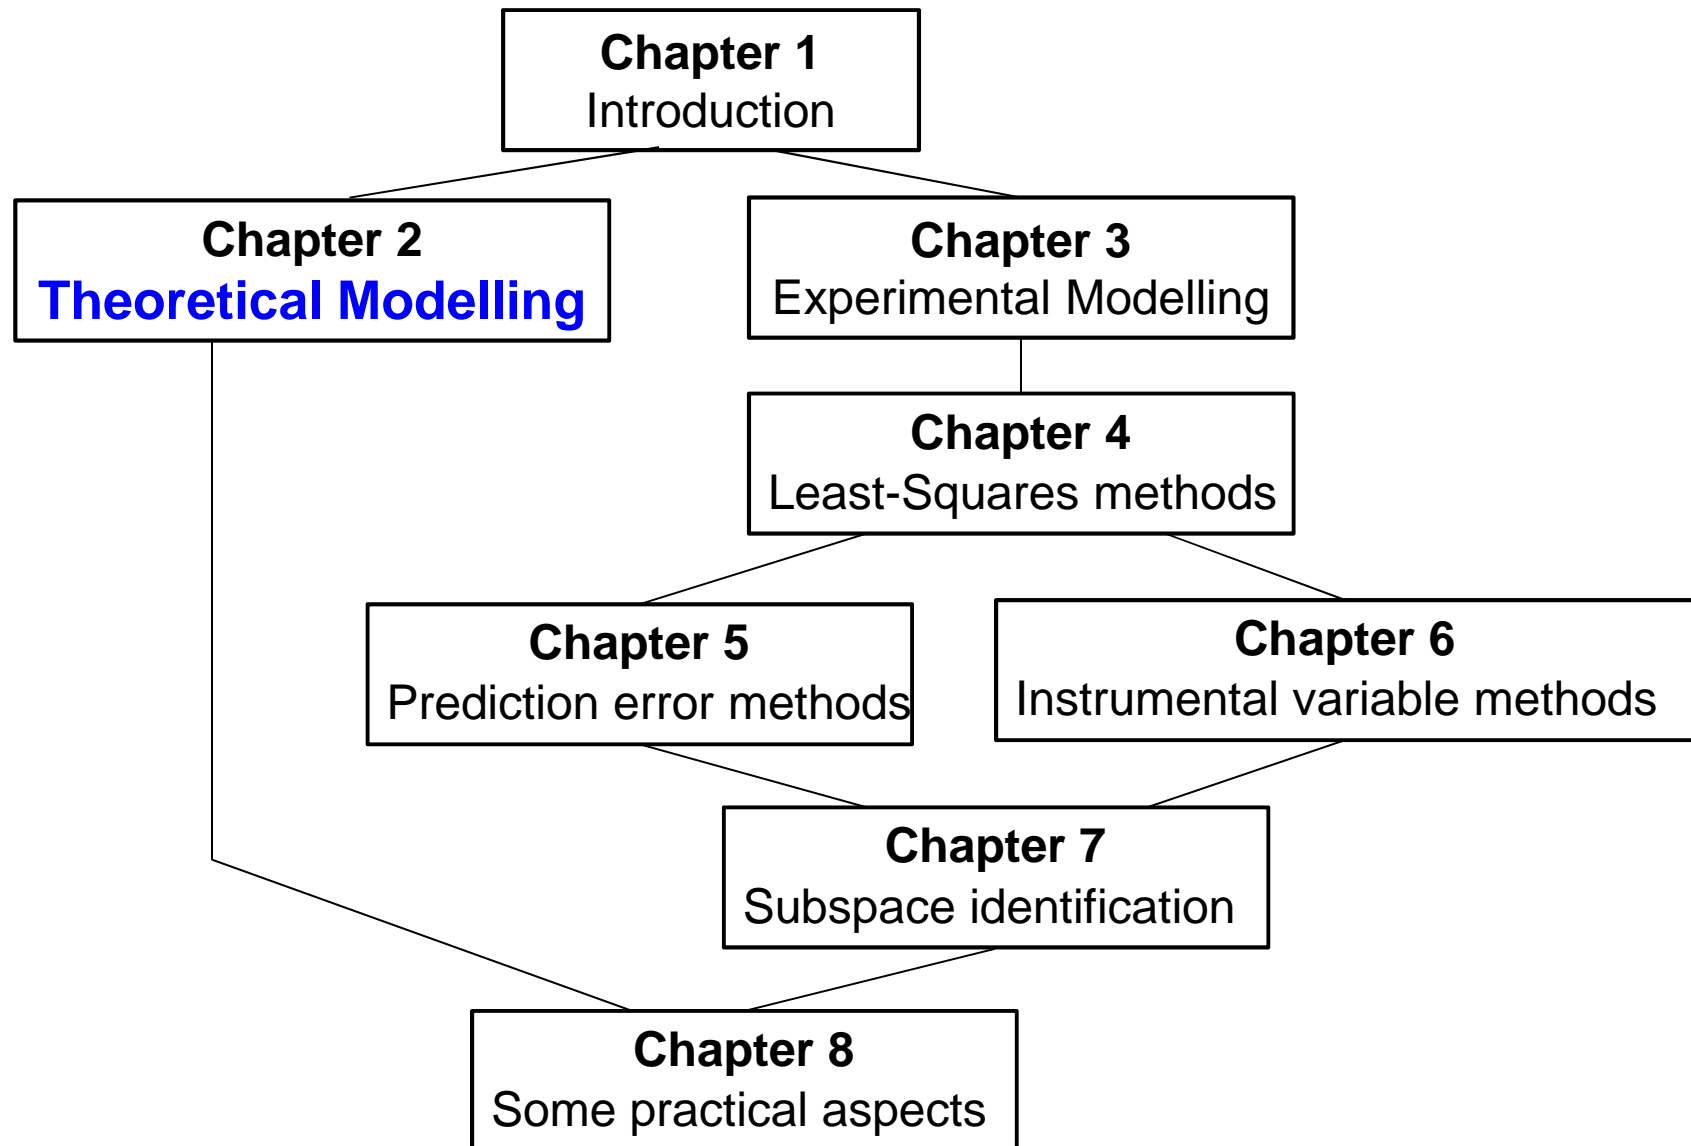 Chapter 1
Introduction
Chapter 2
Theoretical Modelling
Chapter 3
Experimental Modelling
Chapter 4
Least-Squares methods
Chapter 5
Prediction error methods
Chapter 6
Instrumental variable methods
Chapter 7
Subspace identification
Chapter 8
Some practical aspects